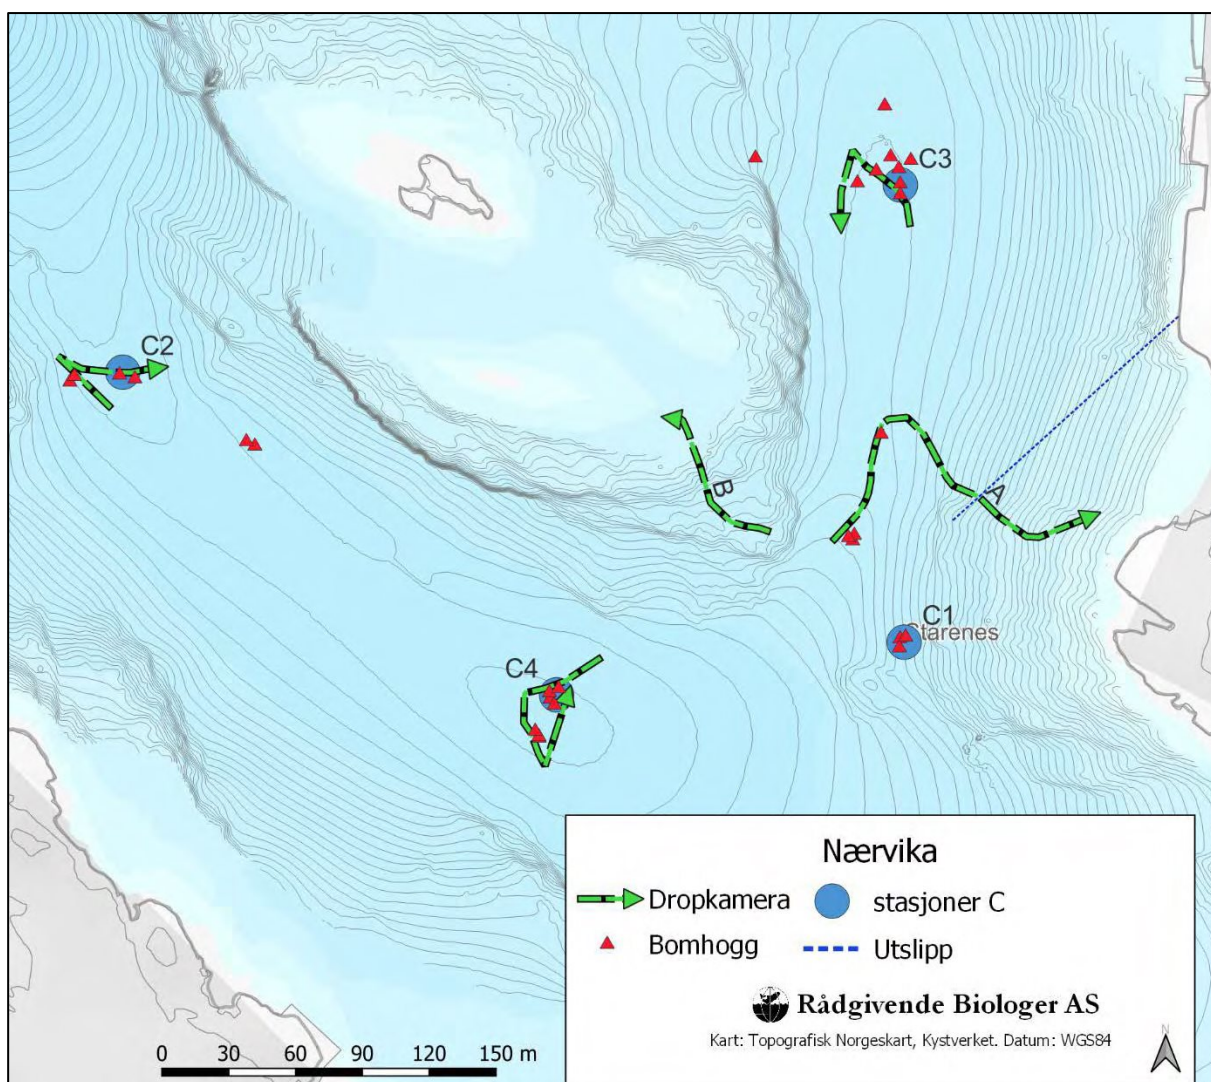 C3
C2
B
A
C1
Starenes
C4
Nærvika
Dropkamera
stasjoner C
Bomhogg
Utslipp
Rådgivende Biologer AS
Kart: Topografisk Norgeskart, Kystverket. Datum: WGS84
N
0 30 60 90 120 150 m